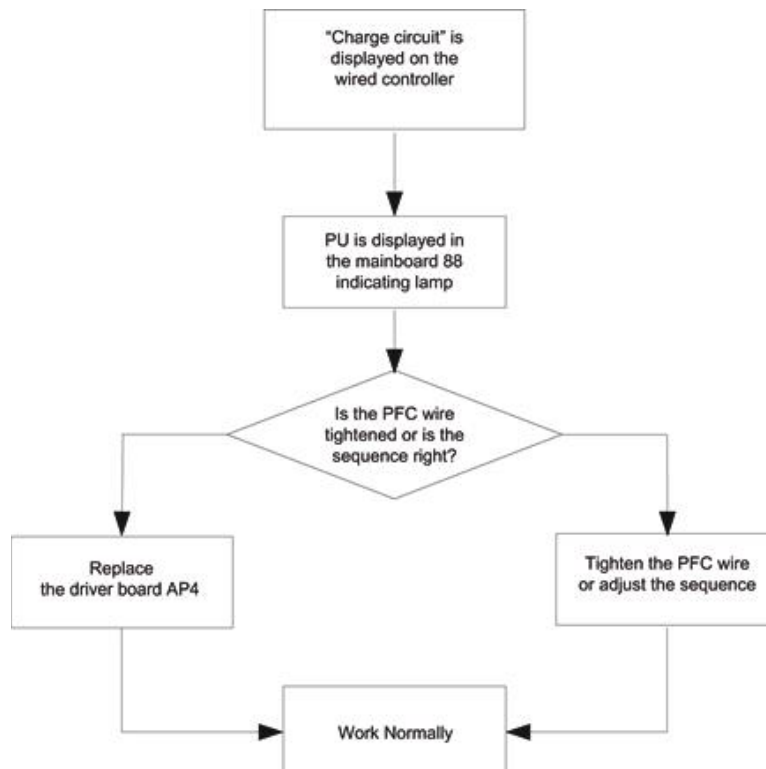 “Charge circuit” is
displayed on the
wired controller
PU is displayed in
the mainboard 88
indicating lamp
Is the PFC wire
tightened or is the
sequence right?
Replace
the driver board AP4
Tighten the PFC wire
or adjust the sequence
Work Normally